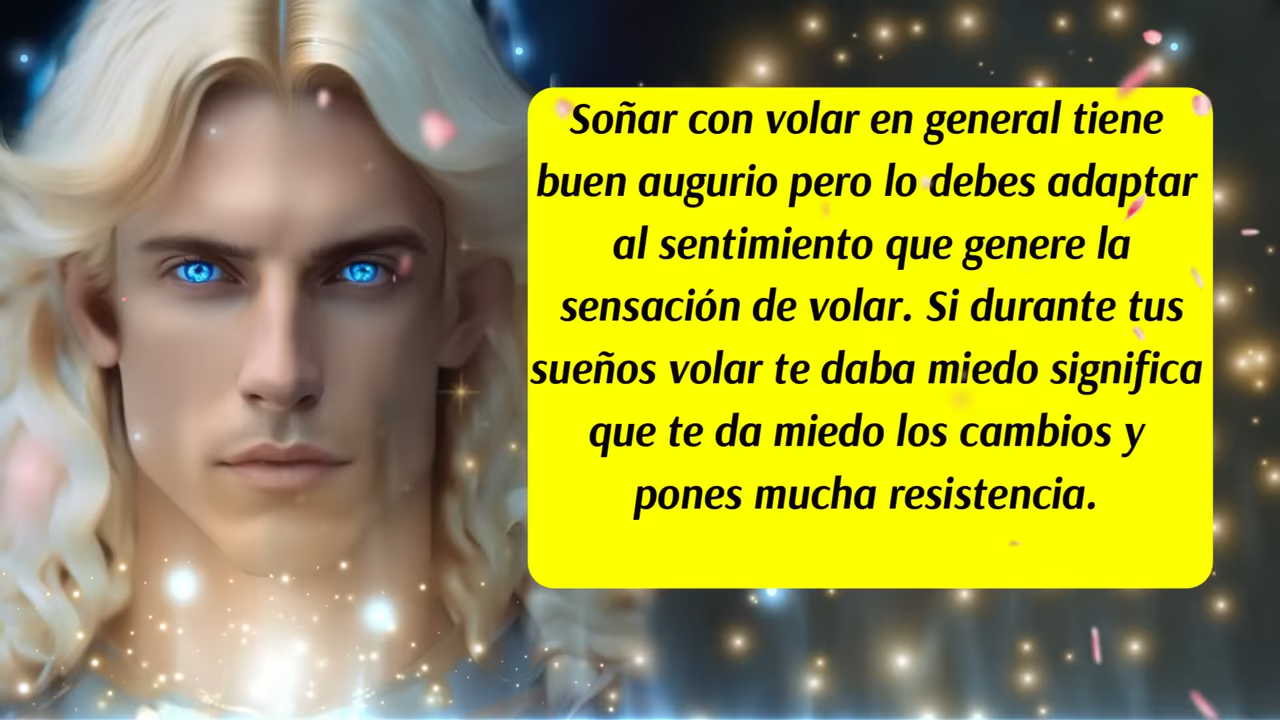 Soñar con volar en general tiene
buen augurio pero lo debes adaptar
al sentimiento que genere la
sensación de volar. Si durante tus
sueños volar te daba miedo significa
que te da miedo los cambios y
pones mucha resistencia.